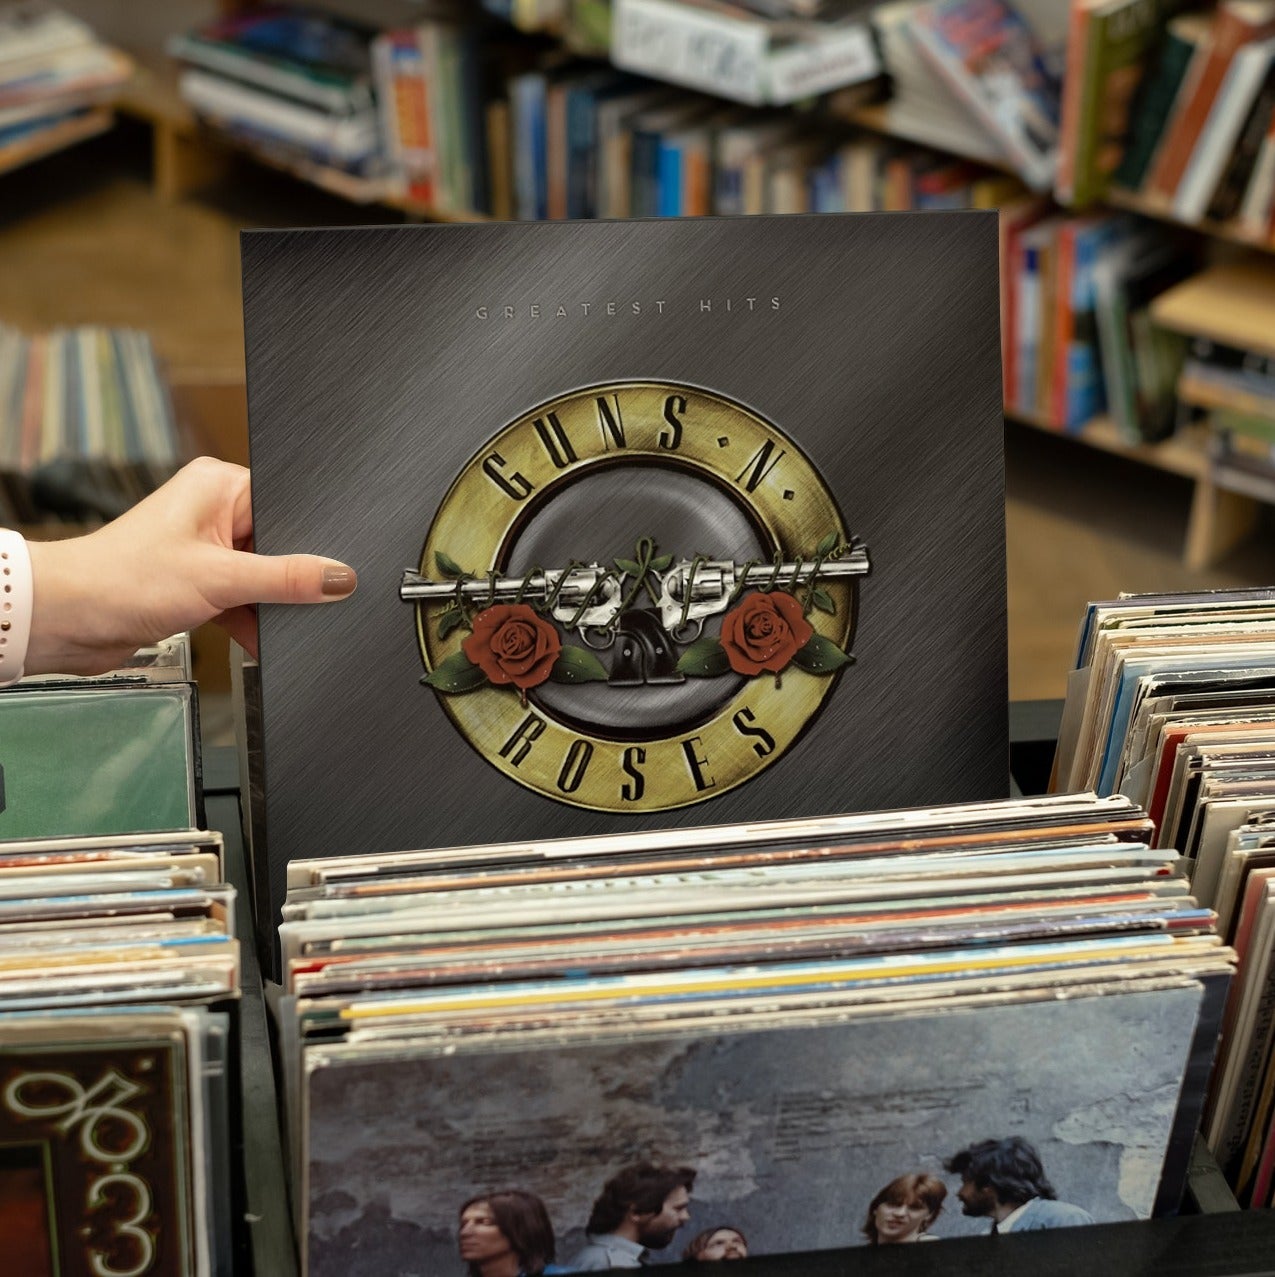 GREATEST HITS
GUNS · N ·
ROSES